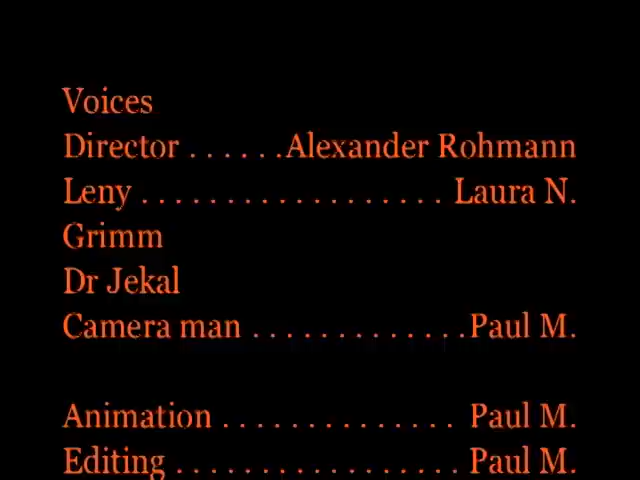 Voices
Director . . . . . .Alexander Rohmann
Leny . . . . . . . . . . . . . . . . . . Laura N.
Grimm
Dr Jekal
Camera man . . . . . . . . . . . . .Paul M.
Animation . . . . . . . . . . . . . . Paul M.
Editing . . . . . . . . . . . . . . . . . Paul M.